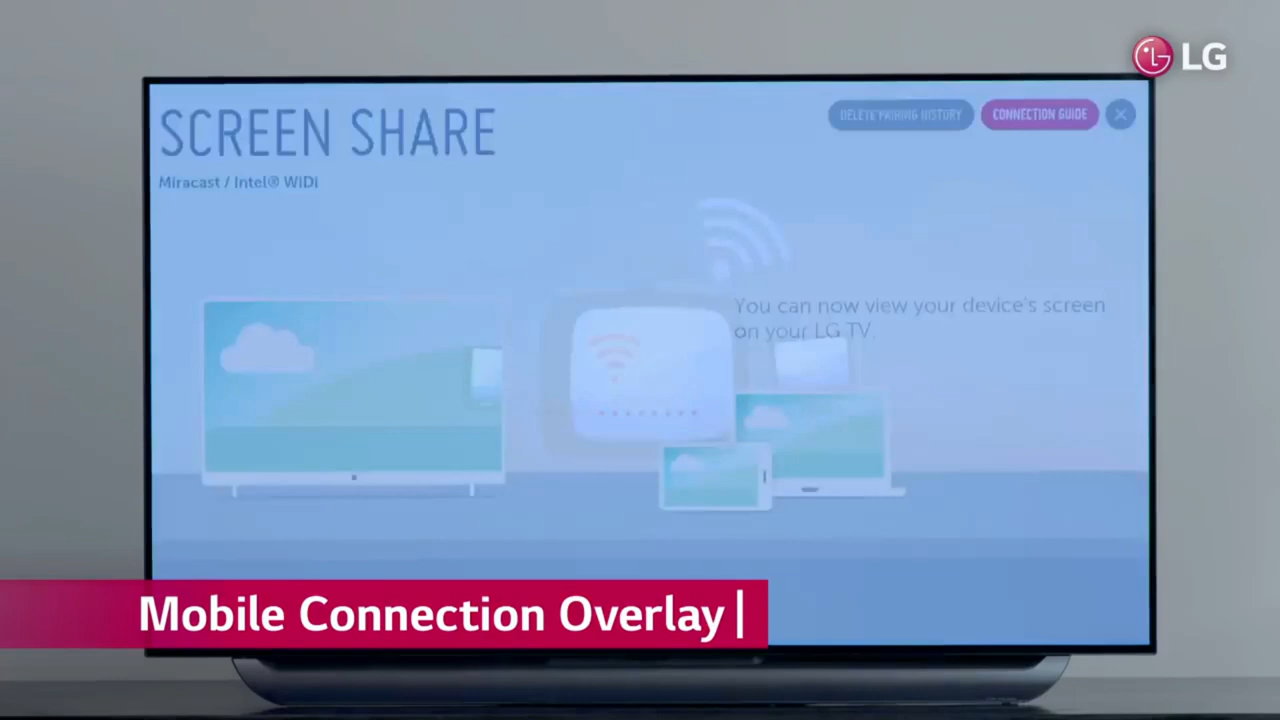 LG
SCREEN SHARE
DELETE PAIRING HISTORY
CONNECTION GUIDE
Miracast / Intel® WiDi
You can now view your device's screen
on your LG TV.
Mobile Connection Overlay|